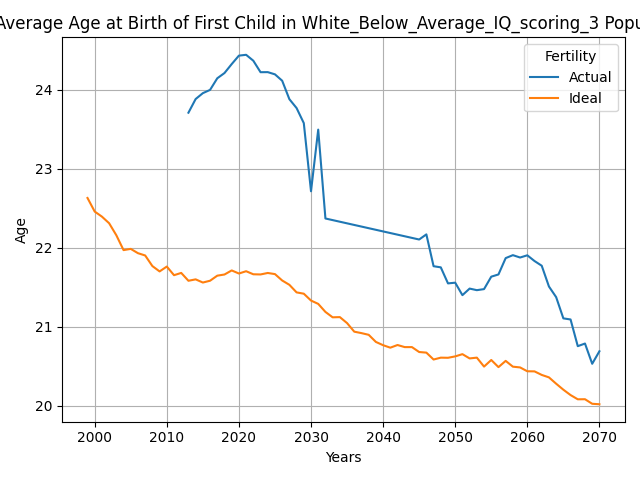 Average Age at Birth of First Child in White_Below_Average_IQ_scoring_3 Popu
Fertility
Actual
Ideal
24
23
22
21
20
Age
2000 2010 2020 2030 2040 2050 2060 2070
Years